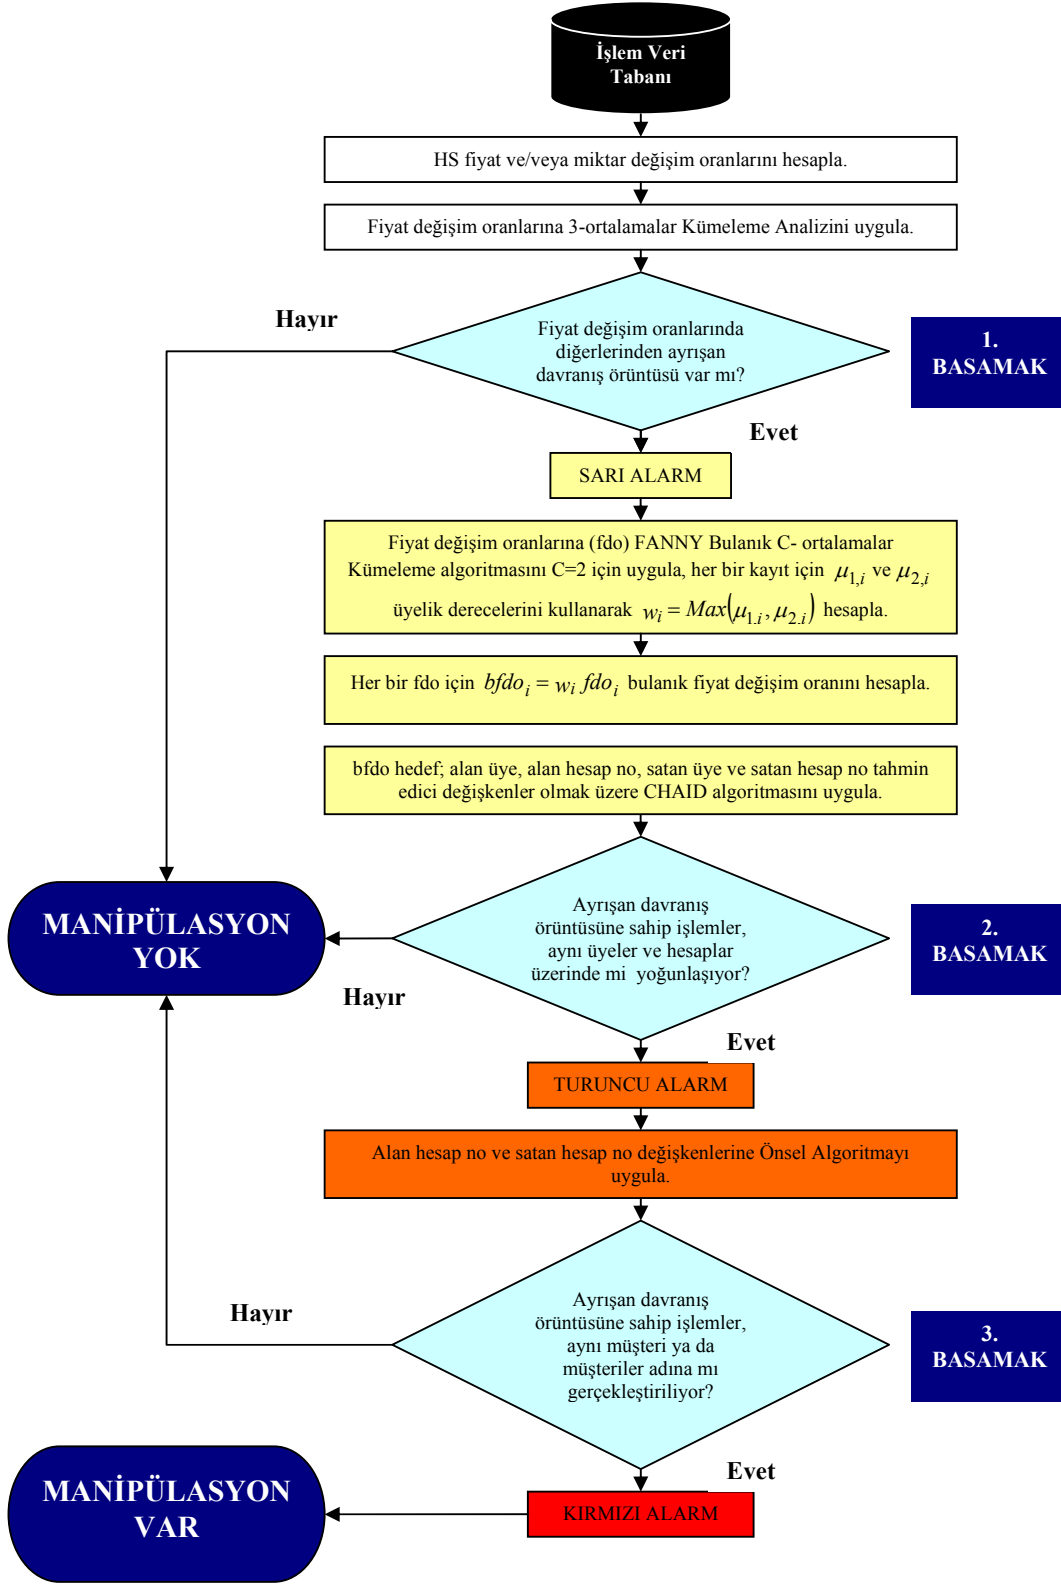 İşlem Veri
Tabanı
HS fiyat ve/veya miktar değişim oranlarını hesapla.
Fiyat değişim oranlarına 3-ortalamalar Kümeleme Analizini uygula.
Hayır
Fiyat değişim oranlarında
diğerlerinden ayrışan
davranış örüntüsü var mı?
1.
BASAMAK
Evet
SARI ALARM
Fiyat değişim oranlarına (fdo) FANNY Bulanık C- ortalamalar
Kümeleme algoritmasını C=2 için uygula, her bir kayıt için μ1,i ve μ2,i
üyelik derecelerini kullanarak wi = Max(μ1.i, μ2.i) hesapla.
Her bir fdo için bfdoi = wi fdoi bulanık fiyat değişim oranını hesapla.
bfdo hedef; alan üye, alan hesap no, satan üye ve satan hesap no tahmin
edici değişkenler olmak üzere CHAID algoritmasını uygula.
MANİPÜLASYON
YOK
Ayrışan davranış
örüntüsüne sahip işlemler,
aynı üyeler ve hesaplar
üzerinde mi yoğunlaşıyor?
2.
BASAMAK
Hayır
Evet
TURUNCU ALARM
Alan hesap no ve satan hesap no değişkenlerine Önsel Algoritmayı
uygula.
Hayır
Ayrışan davranış
örüntüsüne sahip işlemler,
aynı müşteri ya da
müşteriler adına mı
gerçekleştiriliyor?
3.
BASAMAK
Evet
MANİPÜLASYON
VAR
KIRMIZI ALARM